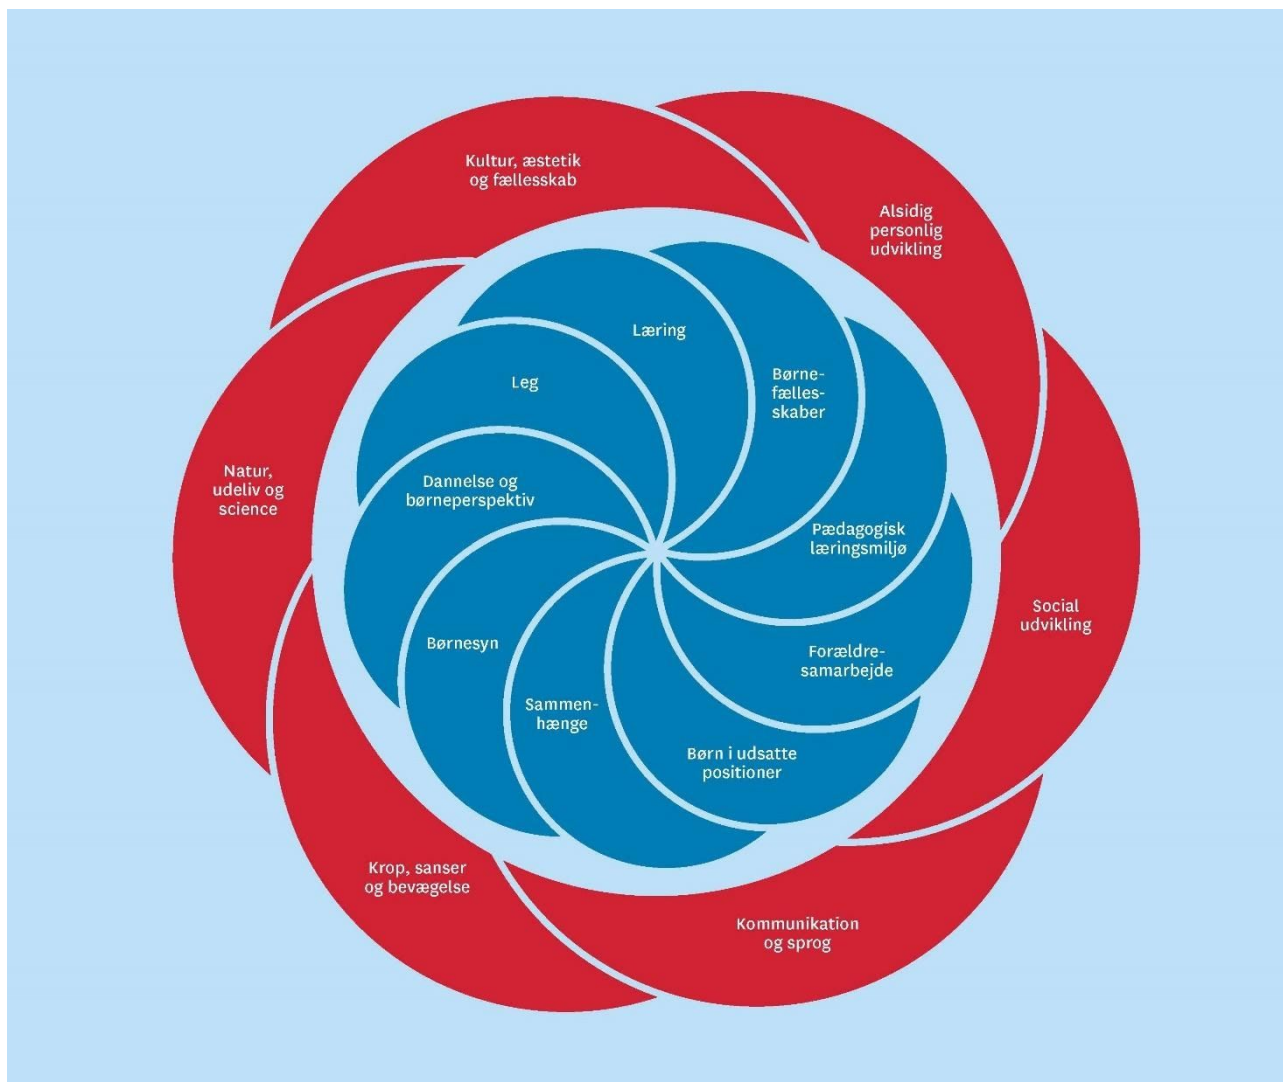 Kultur, æstetik
og fællesskab
Alsidig
personlig
udvikling
Social
udvikling
Kommunikation
og sprog
Krop, sanser
og bevægelse
Natur,
udeliv og
science
Læring
Børne-
fælles-
skaber
Pædagogisk
læringsmiljø
Forældre-
samarbejde
Børn i udsatte
positioner
Sammen-
hænge
Børnesyn
Dannelse og
børneperspektiv
Leg